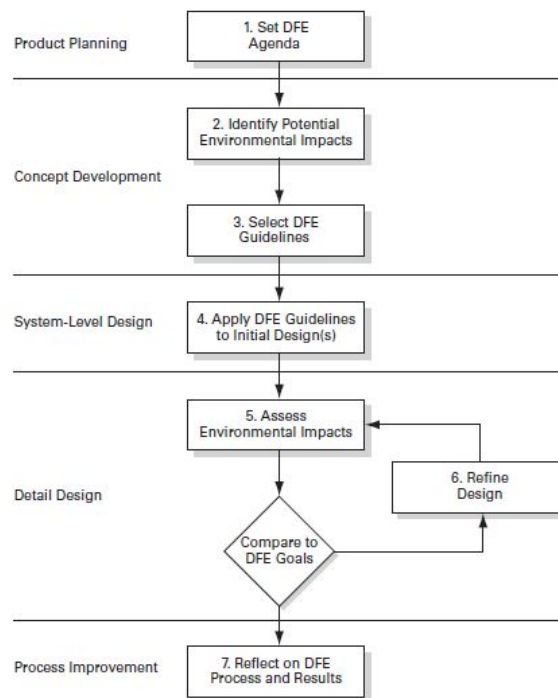 Product Planning
1. Set DFE
Agenda
2. Identify Potential
Environmental Impacts
Concept Development
3. Select DFE
Guidelines
System-Level Design
4. Apply DFE Guidelines
to Initial Design(s)
5. Assess
Environmental Impacts
6. Refine
Design
Detail Design
Compare to
DFE Goals
Process Improvement
7. Reflect on DFE
Process and Results